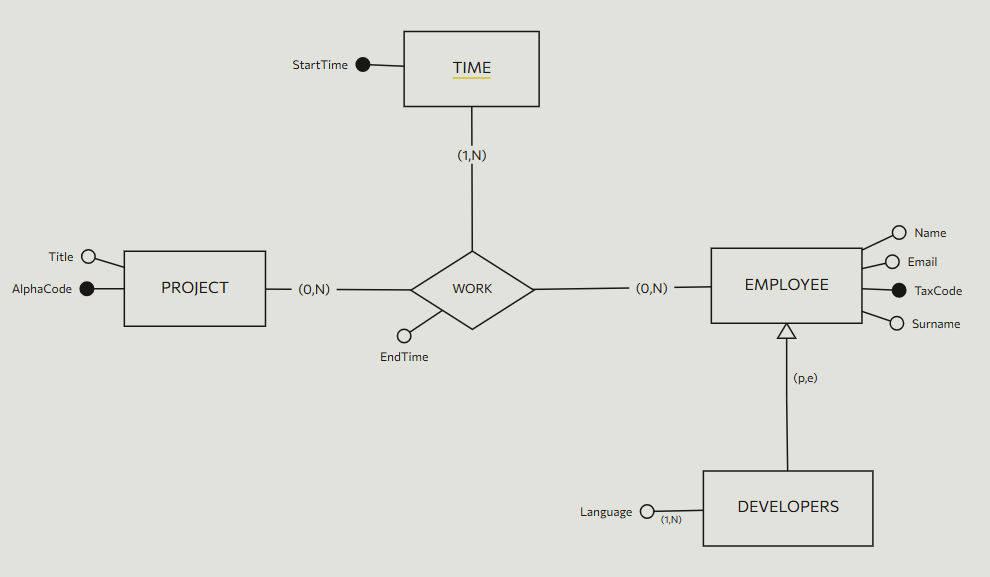 StartTime
TIME
(1,N)
Title
AlphaCode
PROJECT
(0,N)
WORK
EndTime
(0,N)
EMPLOYEE
Name
Email
TaxCode
Surname
(p,e)
DEVELOPERS
Language
(1,N)